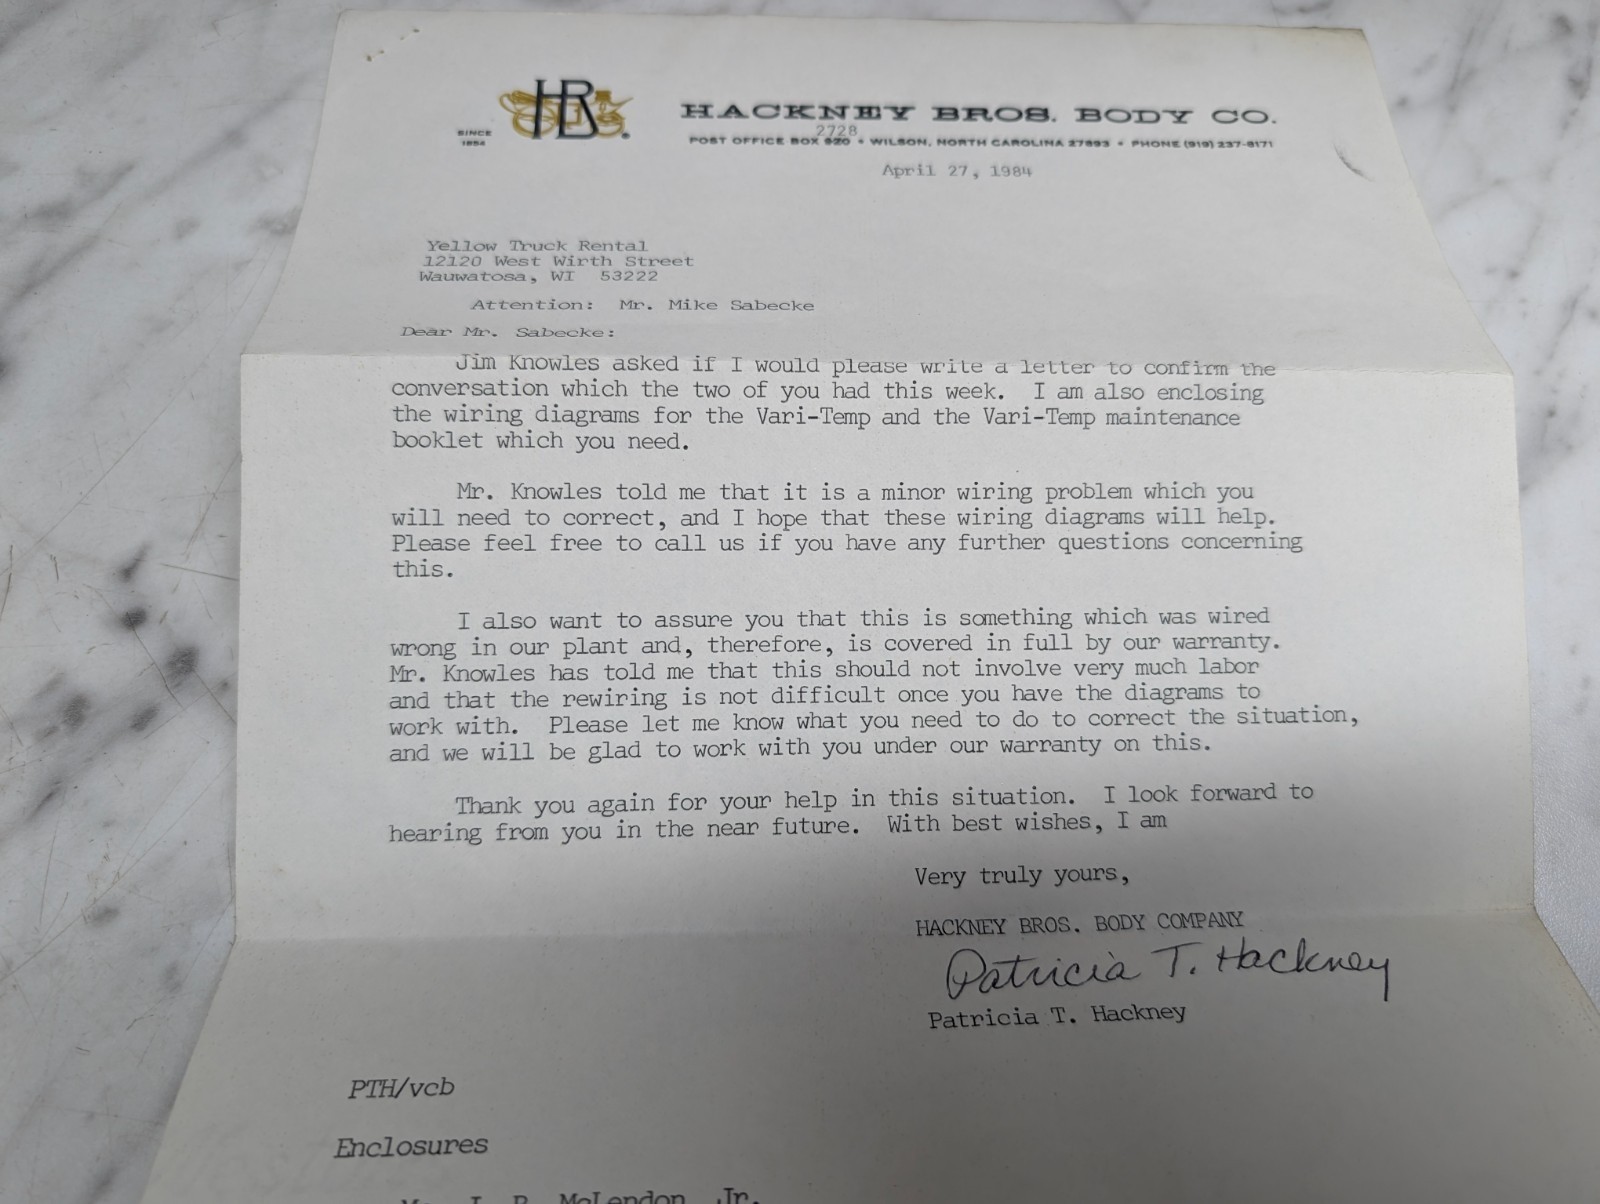 HB
SINCE
1854
HACKNEY BROS. BODY CO.
2728
POST OFFICE BOX 920 • WILSON, NORTH CAROLINA 27893 • PHONE (919) 237-8171
April 27, 1984
Yellow Truck Rental
12120 West Wirth Street
Wauwatosa, WI 53222
Attention: Mr. Mike Sabecke
Dear Mr. Sabecke:
Jim Knowles asked if I would please write a letter to confirm the
conversation which the two of you had this week. I am also enclosing
the wiring diagrams for the Vari-Temp and the Vari-Temp maintenance
booklet which you need.
Mr. Knowles told me that it is a minor wiring problem which you
will need to correct, and I hope that these wiring diagrams will help.
Please feel free to call us if you have any further questions concerning
this.
I also want to assure you that this is something which was wired
wrong in our plant and, therefore, is covered in full by our warranty.
Mr. Knowles has told me that this should not involve very much labor
and that the rewiring is not difficult once you have the diagrams to
work with. Please let me know what you need to do to correct the situation,
and we will be glad to work with you under our warranty on this.
Thank you again for your help in this situation. I look forward to
hearing from you in the near future. With best wishes, I am
Very truly yours,
HACKNEY BROS. BODY COMPANY
Patricia T. Hackney
Patricia T. Hackney
PTH/vcb
Enclosures
McLendon, Jr.